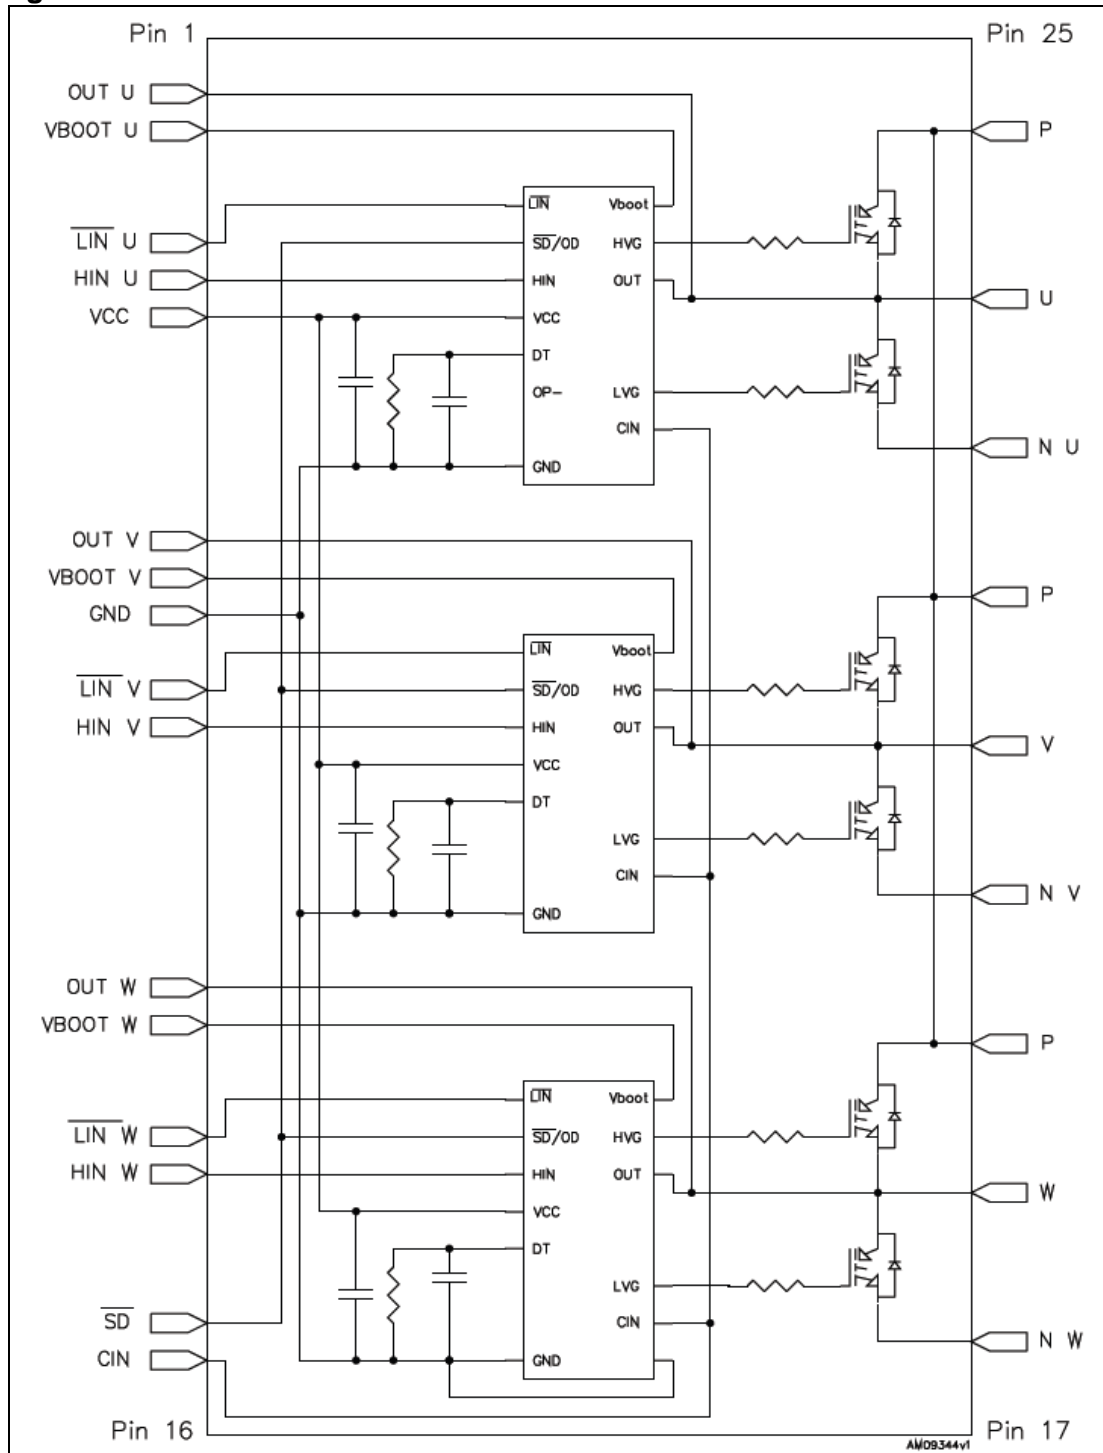 Pin 1
Pin 25
OUT U
VBOOT U
P
LIN
Vboot
LIN U
SD/OD
HVG
HIN U
HIN
OUT
U
VCC
VCC
DT
OP-
LVG
CIN
N U
GND
OUT V
VBOOT V
P
GND
LIN
Vboot
LIN V
SD/OD
HVG
HIN V
HIN
OUT
V
VCC
DT
LVG
CIN
N V
GND
OUT W
VBOOT W
P
LIN
Vboot
LIN W
SD/OD
HVG
HIN W
HIN
OUT
W
VCC
DT
LVG
SD
CIN
N W
CIN
GND
Pin 16
Pin 17
AM09344v1